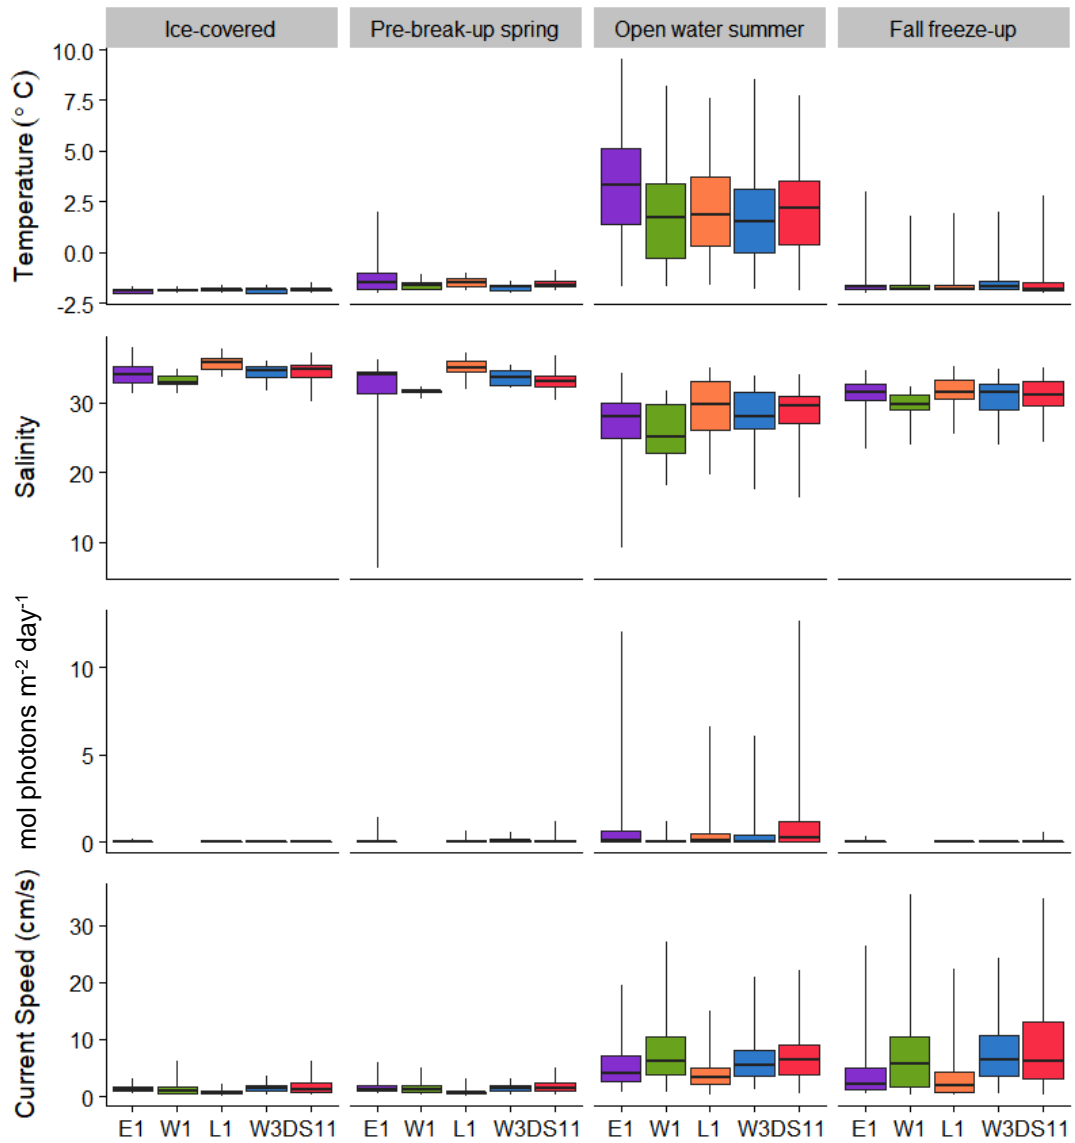 Ice-covered Pre-break-up spring Open water summer Fall freeze-up
Temperature (° C)
10.0
7.5
5.0
2.5
0.0
-2.5
Salinity
30
20
10
mol photons m-2 day-1
10
5
0
Current Speed (cm/s)
30
20
10
0
E1 W1 L1 W3DS11 E1 W1 L1 W3DS11 E1 W1 L1 W3DS11 E1 W1 L1 W3DS11